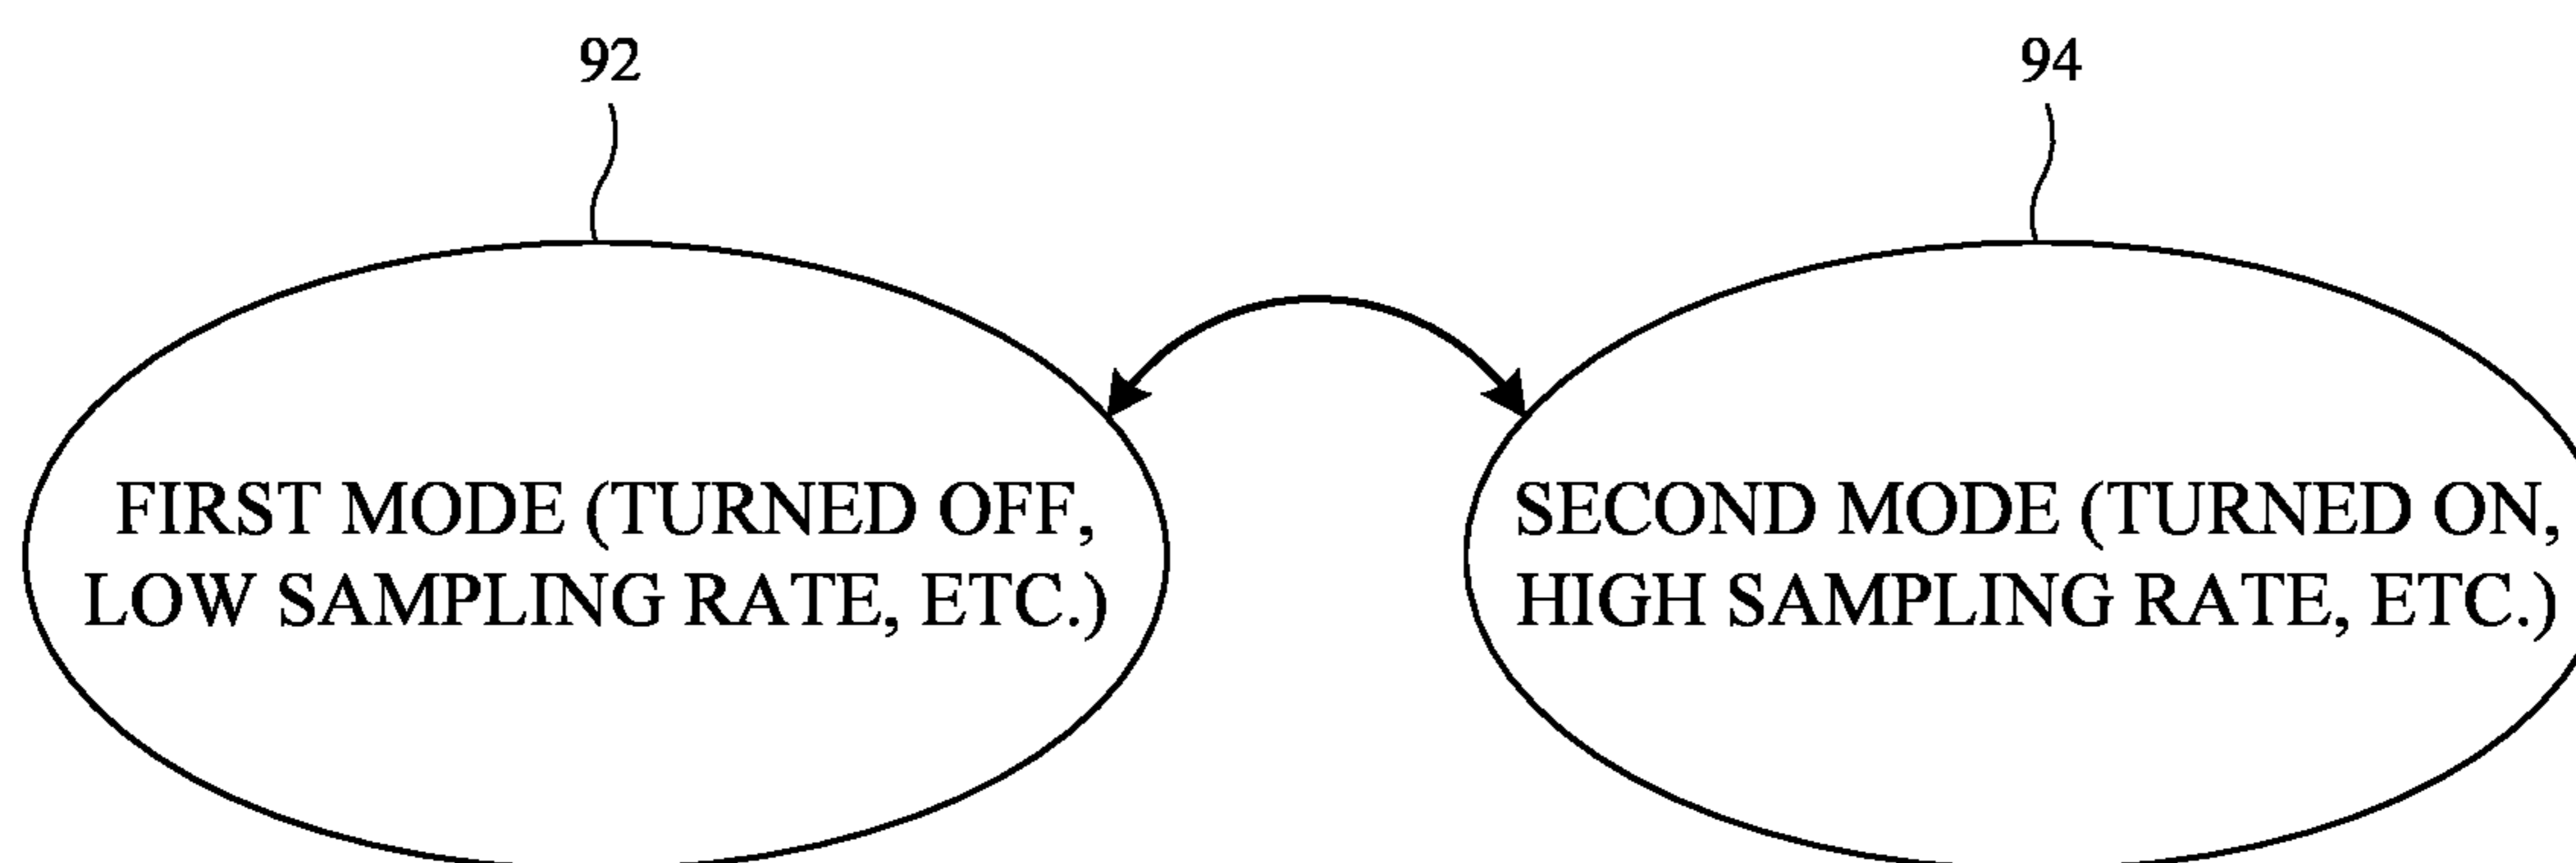 92
94
FIRST MODE (TURNED OFF,
LOW SAMPLING RATE, ETC.)
SECOND MODE (TURNED ON,
HIGH SAMPLING RATE, ETC.)